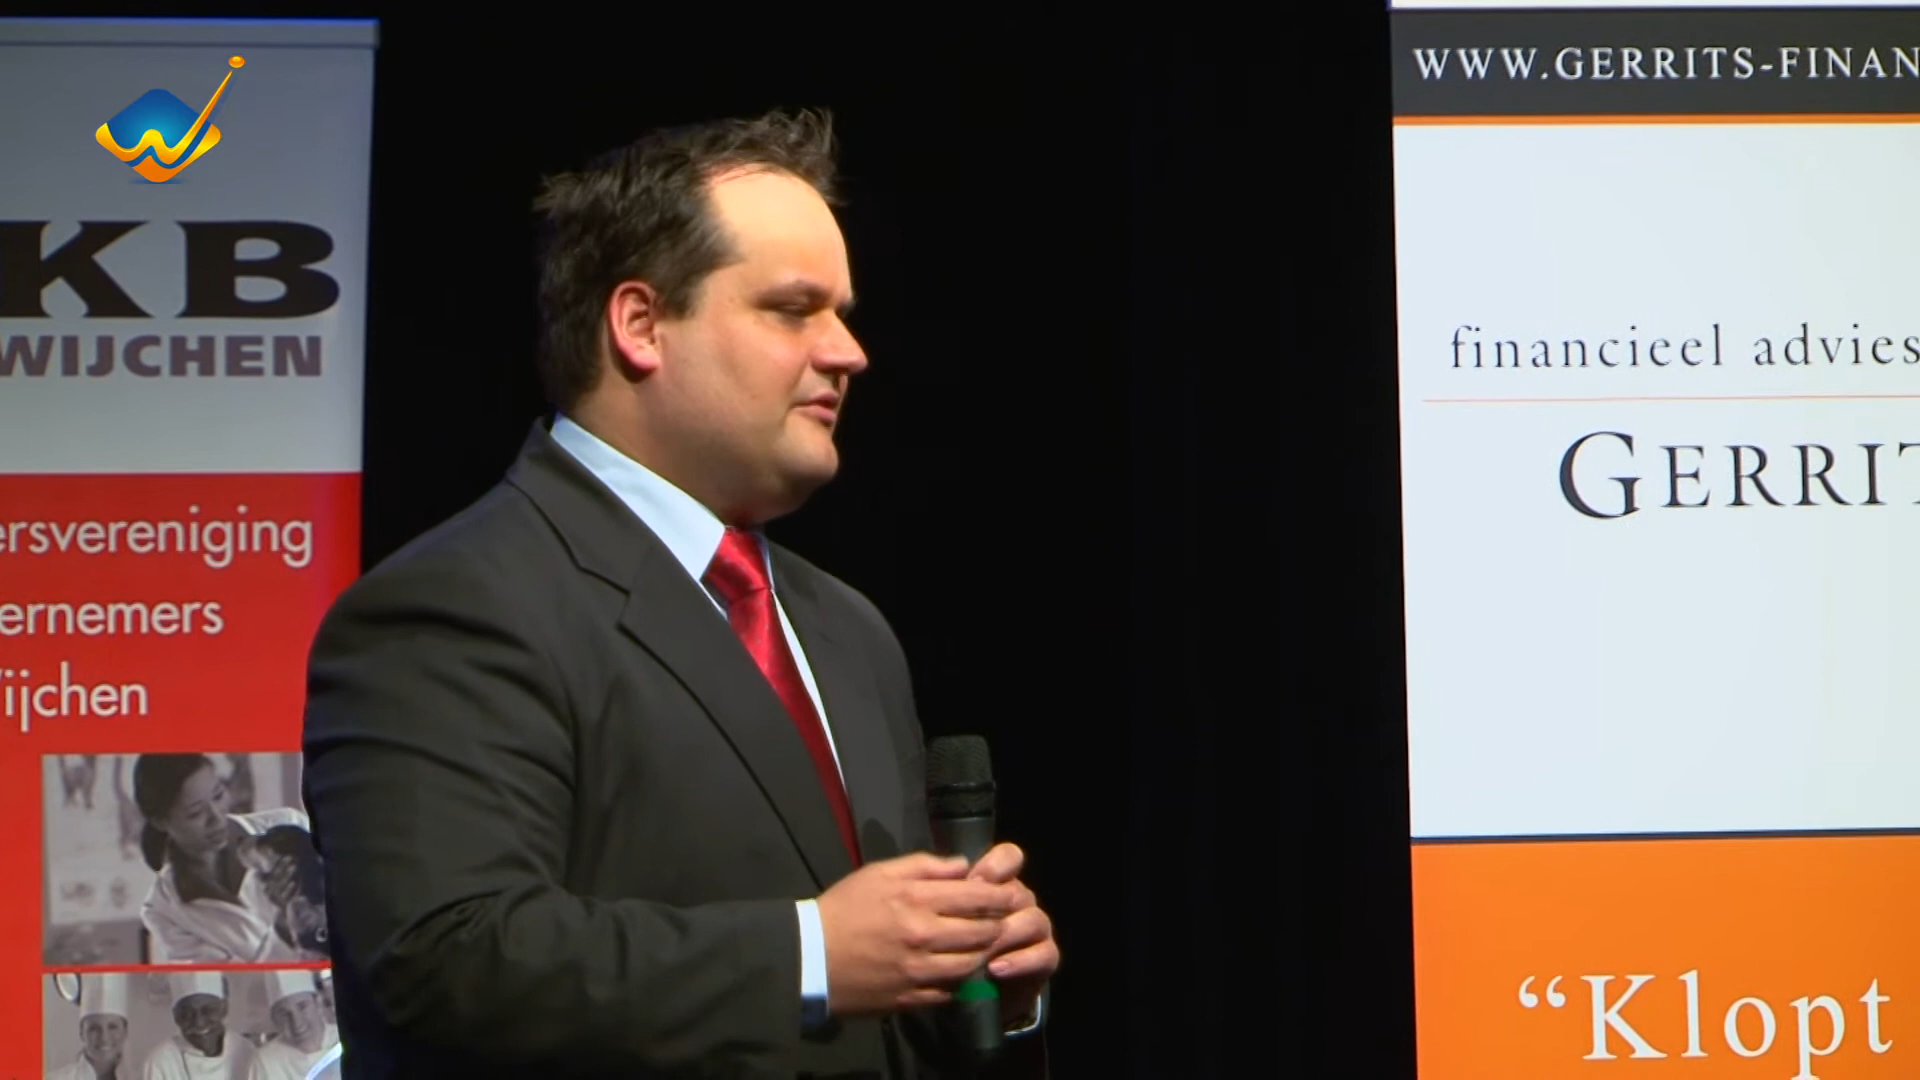 KB
WIJCHEN
ersvereniging
ernemers
ijchen
WWW.GERRITS-FINAN
financieel advies
GERRIT
“Klopt